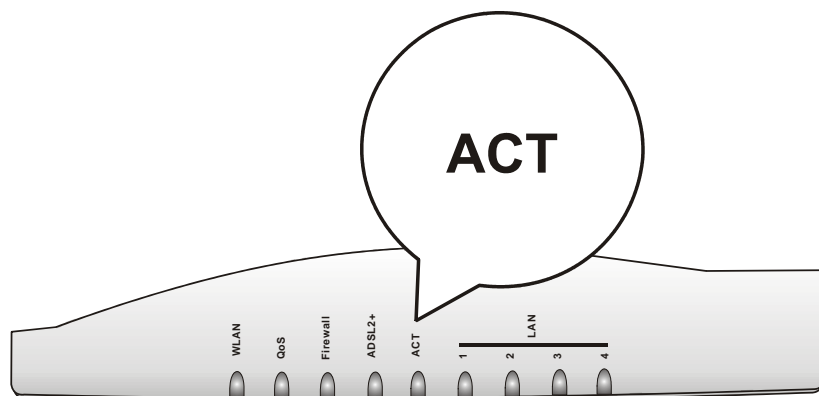 ACT
WLAN
QoS
Firewall
ADSL2+
ACT
LAN
1 2 3 4